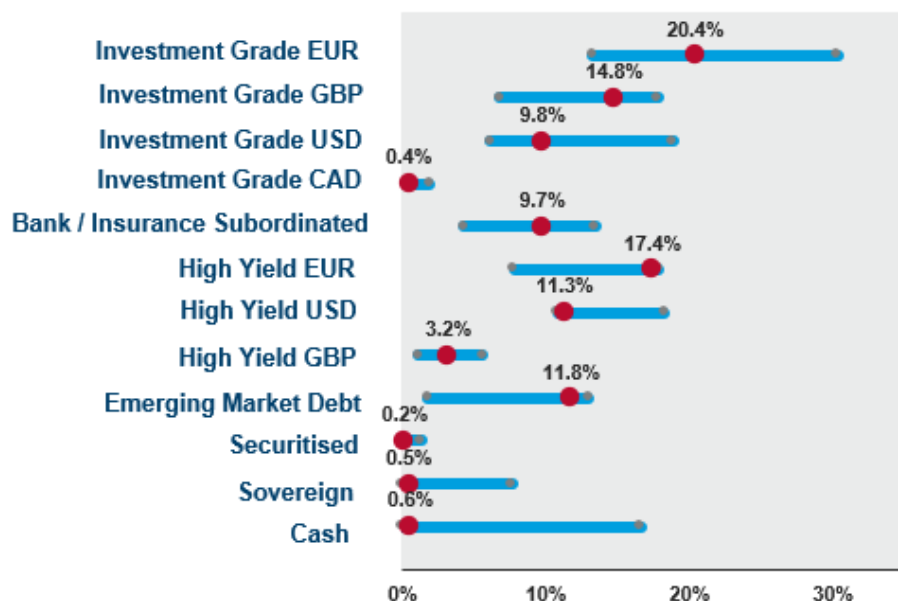 20.4%
Investment Grade EUR
14.8%
Investment Grade GBP
9.8%
Investment Grade USD
0.4%
Investment Grade CAD
9.7%
Bank / Insurance Subordinated
17.4%
High Yield EUR
11.3%
High Yield USD
3.2%
High Yield GBP
11.8%
Emerging Market Debt
0.2%
Securitised
0.5%
Sovereign
0.6%
Cash
0% 10% 20% 30%